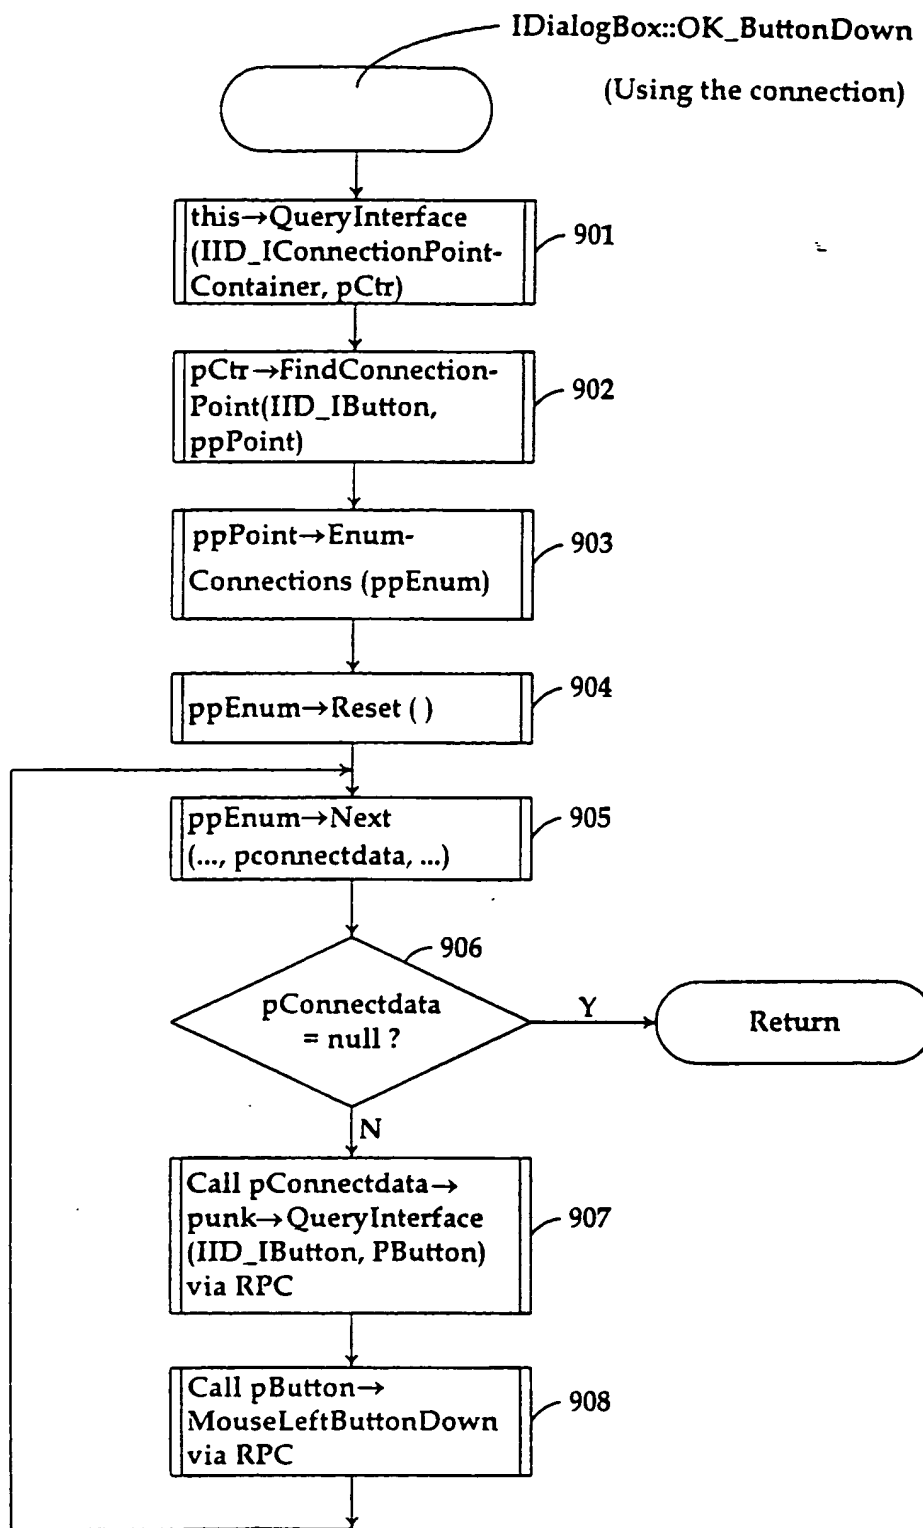 IDialogBox::OK_ButtonDown
(Using the connection)
this→QueryInterface
(IID_IConnectionPoint-
Container, pCtr)
901
pCtr→FindConnection-
Point(IID_IButton,
ppPoint)
902
ppPoint→Enum-
Connections (ppEnum)
903
ppEnum→Reset ( )
904
ppEnum→Next
(..., pconnectdata, ...)
905
906
pConnectdata
= null ?
Y
Return
N
Call pConnectdata→
punk→QueryInterface
(IID_IButton, PButton)
via RPC
907
Call pButton→
MouseLeftButtonDown
via RPC
908